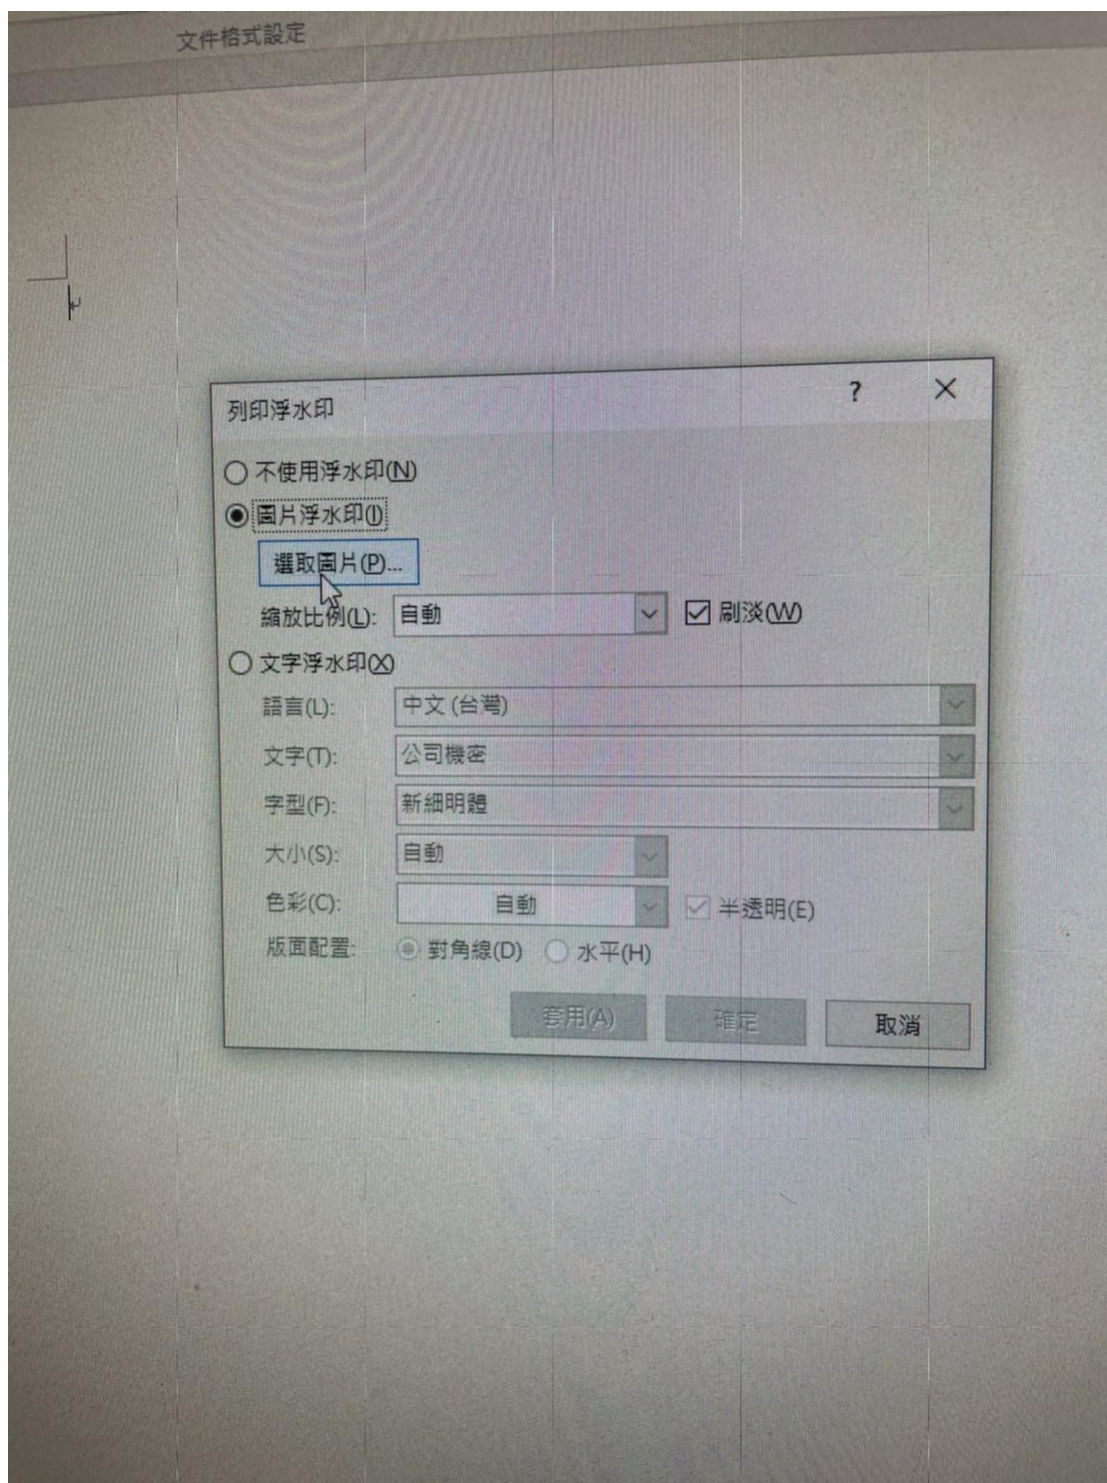 文件格式設定
列印浮水印
不使用浮水印(N)
圖片浮水印(I)
選取圖片(P)...
縮放比例(L): 自動 刷淡(W)
文字浮水印(X)
語言(L): 中文 (台灣)
文字(T): 公司機密
字型(F): 新細明體
大小(S): 自動
色彩(C): 自動 半透明(E)
版面配置: 對角線(D) 水平(H)
套用(A) 確定 取消